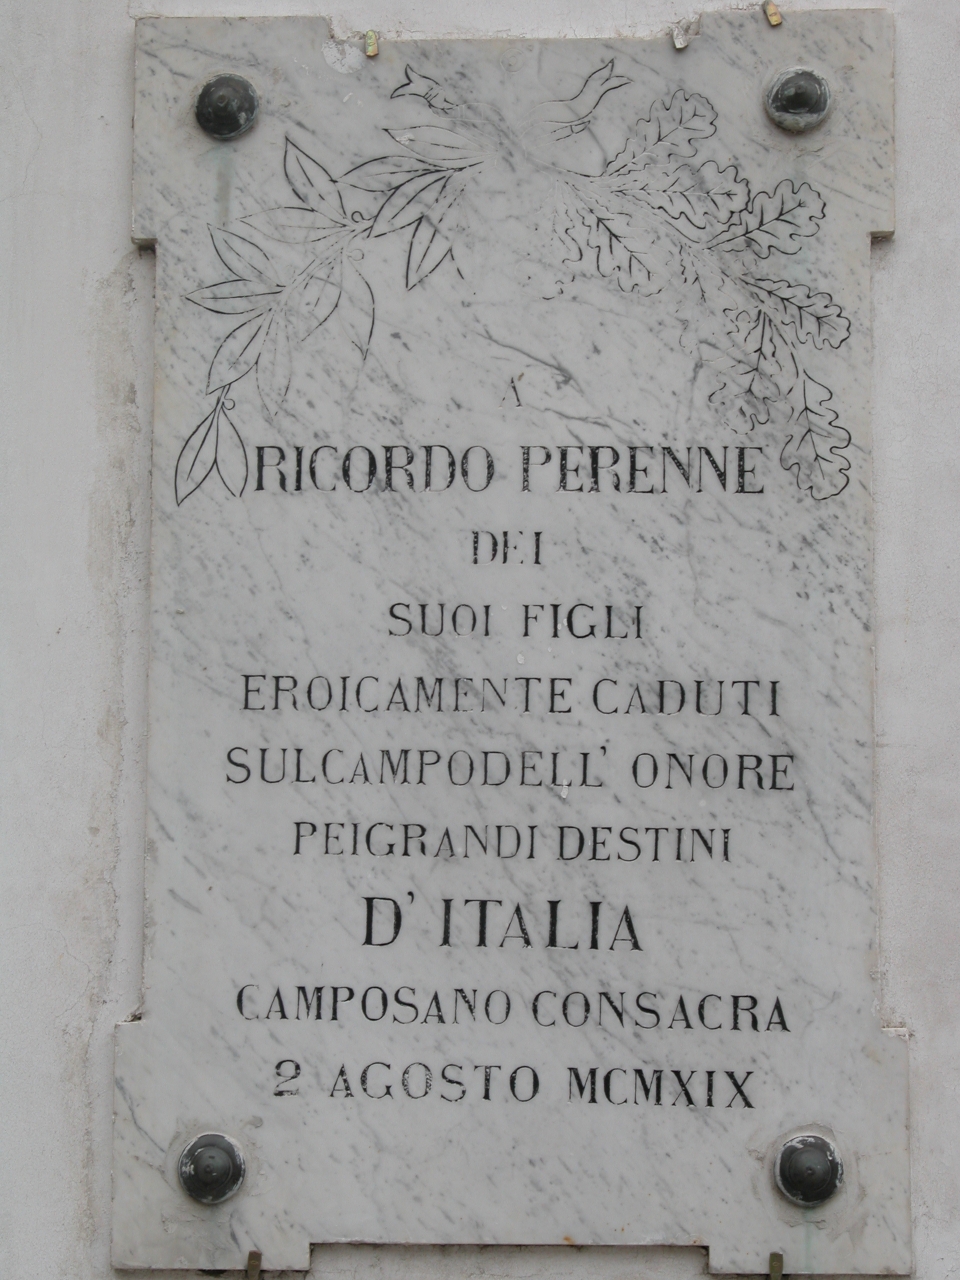 A
RICORDO PERENNE
DEI
SUOI FIGLI
EROICAMENTE CADUTI
SULCAMPODELL' ONORE
PEIGRANDI DESTINI
D'ITALIA
CAMPOSANO CONSACRA
2 AGOSTO MCMXIX